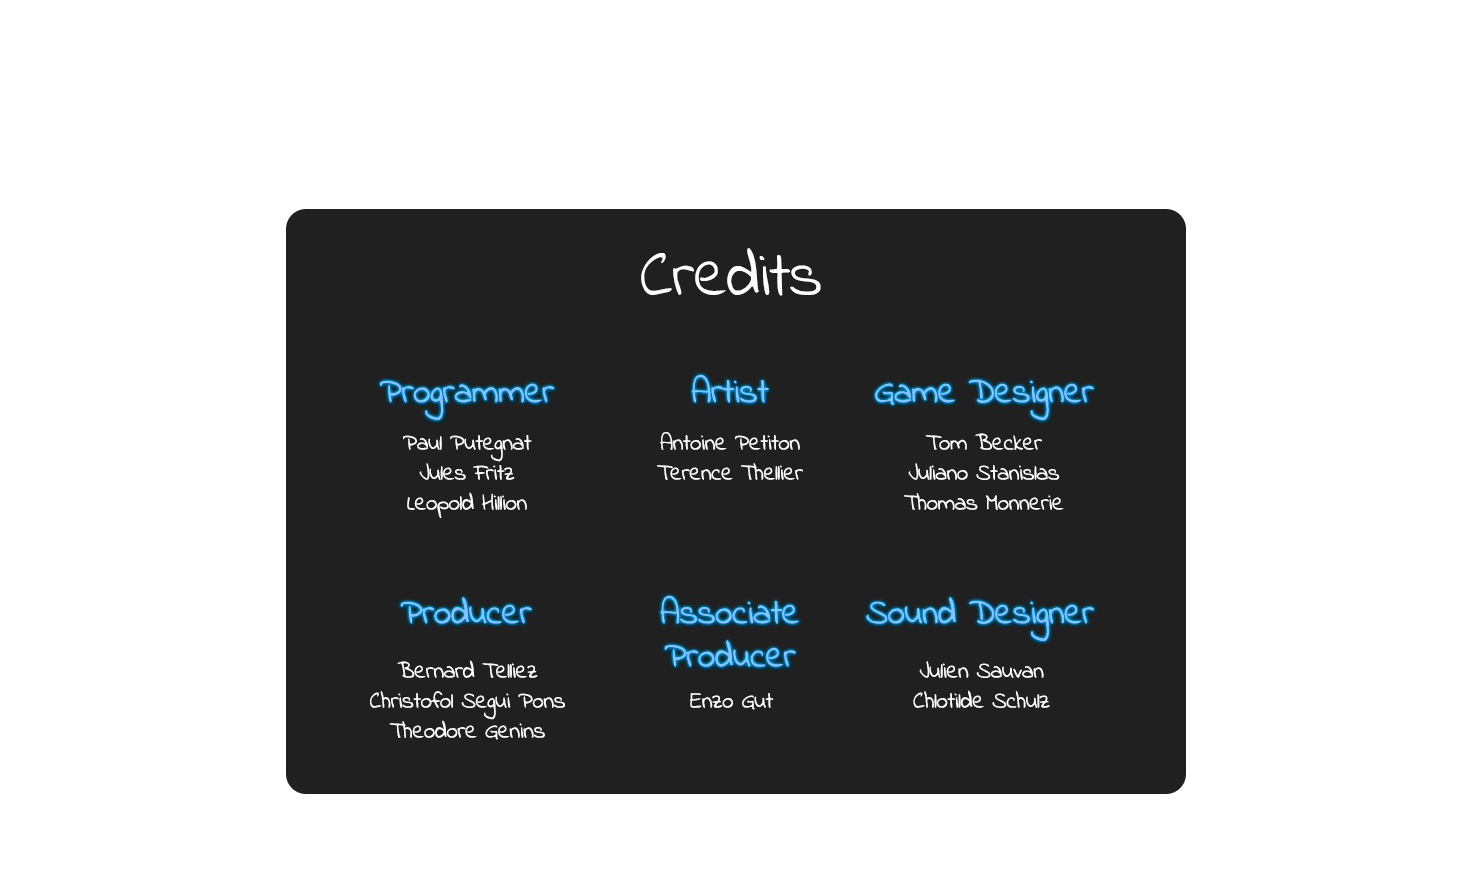 Credits
Programmer
Paul Putegnat
Jules Fritz
Leopold Hillion
Artist
Antoine Petiton
Terence Thellier
Game Designer
Tom Becker
Juliano Stanislas
Thomas Monnerie
Producer
Bernard Telliez
Christofol Segui Pons
Theodore Genins
Associate
Producer
Enzo Gut
Sound Designer
Julien Sauvan
Chlotilde Schulz